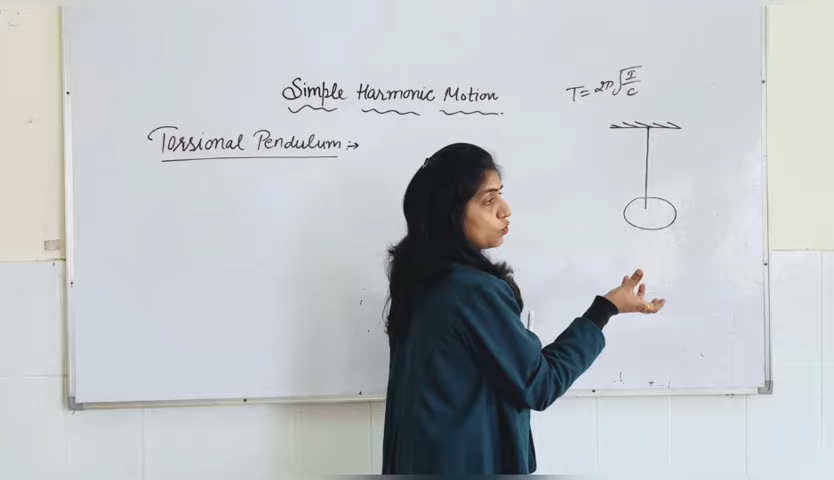 Simple Harmonic Motion
T = 2π√(I/C)
Torsional Pendulum :→